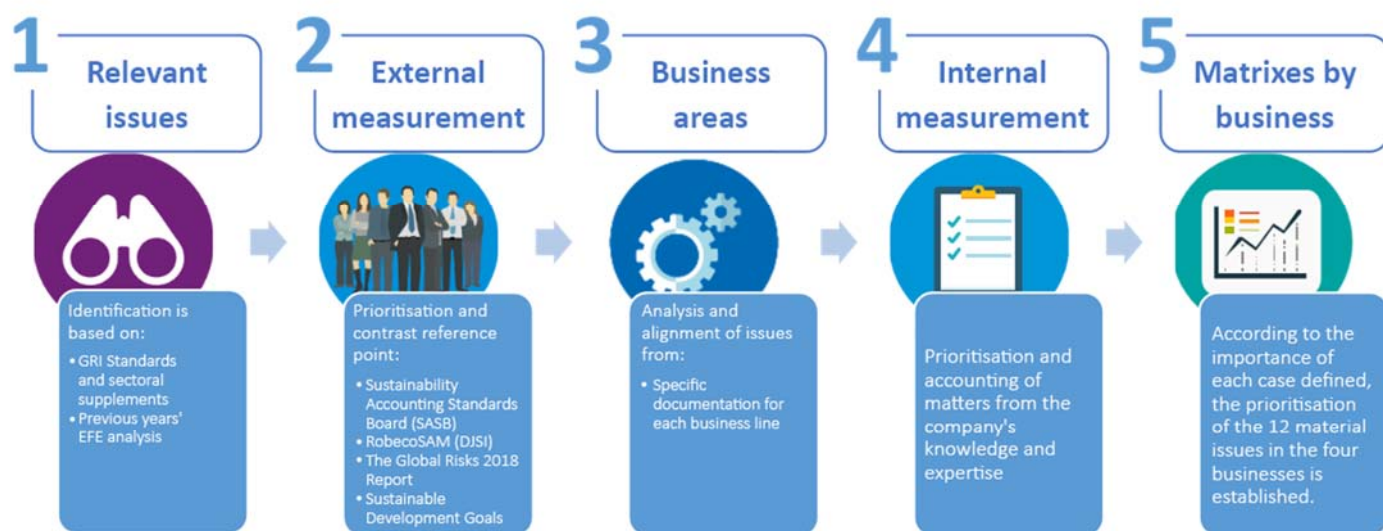 1
Relevant
issues
Identification is
based on:
• GRI Standards
and sectoral
supplements
• Previous years'
EFE analysis
2
External
measurement
Prioritisation and
contrast reference
point:
• Sustainability
Accounting Standards
Board (SASB)
• RobecoSAM (DJSI)
• The Global Risks 2018
Report
• Sustainable
Development Goals
3
Business
areas
Analysis and
alignment of issues
from:
• Specific
documentation for
each business line
4
Internal
measurement
Prioritisation and
accounting of
matters from the
company's
knowledge and
expertise
5
Matrixes by
business
According to the
importance of
each case defined,
the prioritisation
of the 12 material
issues in the four
businesses is
established.